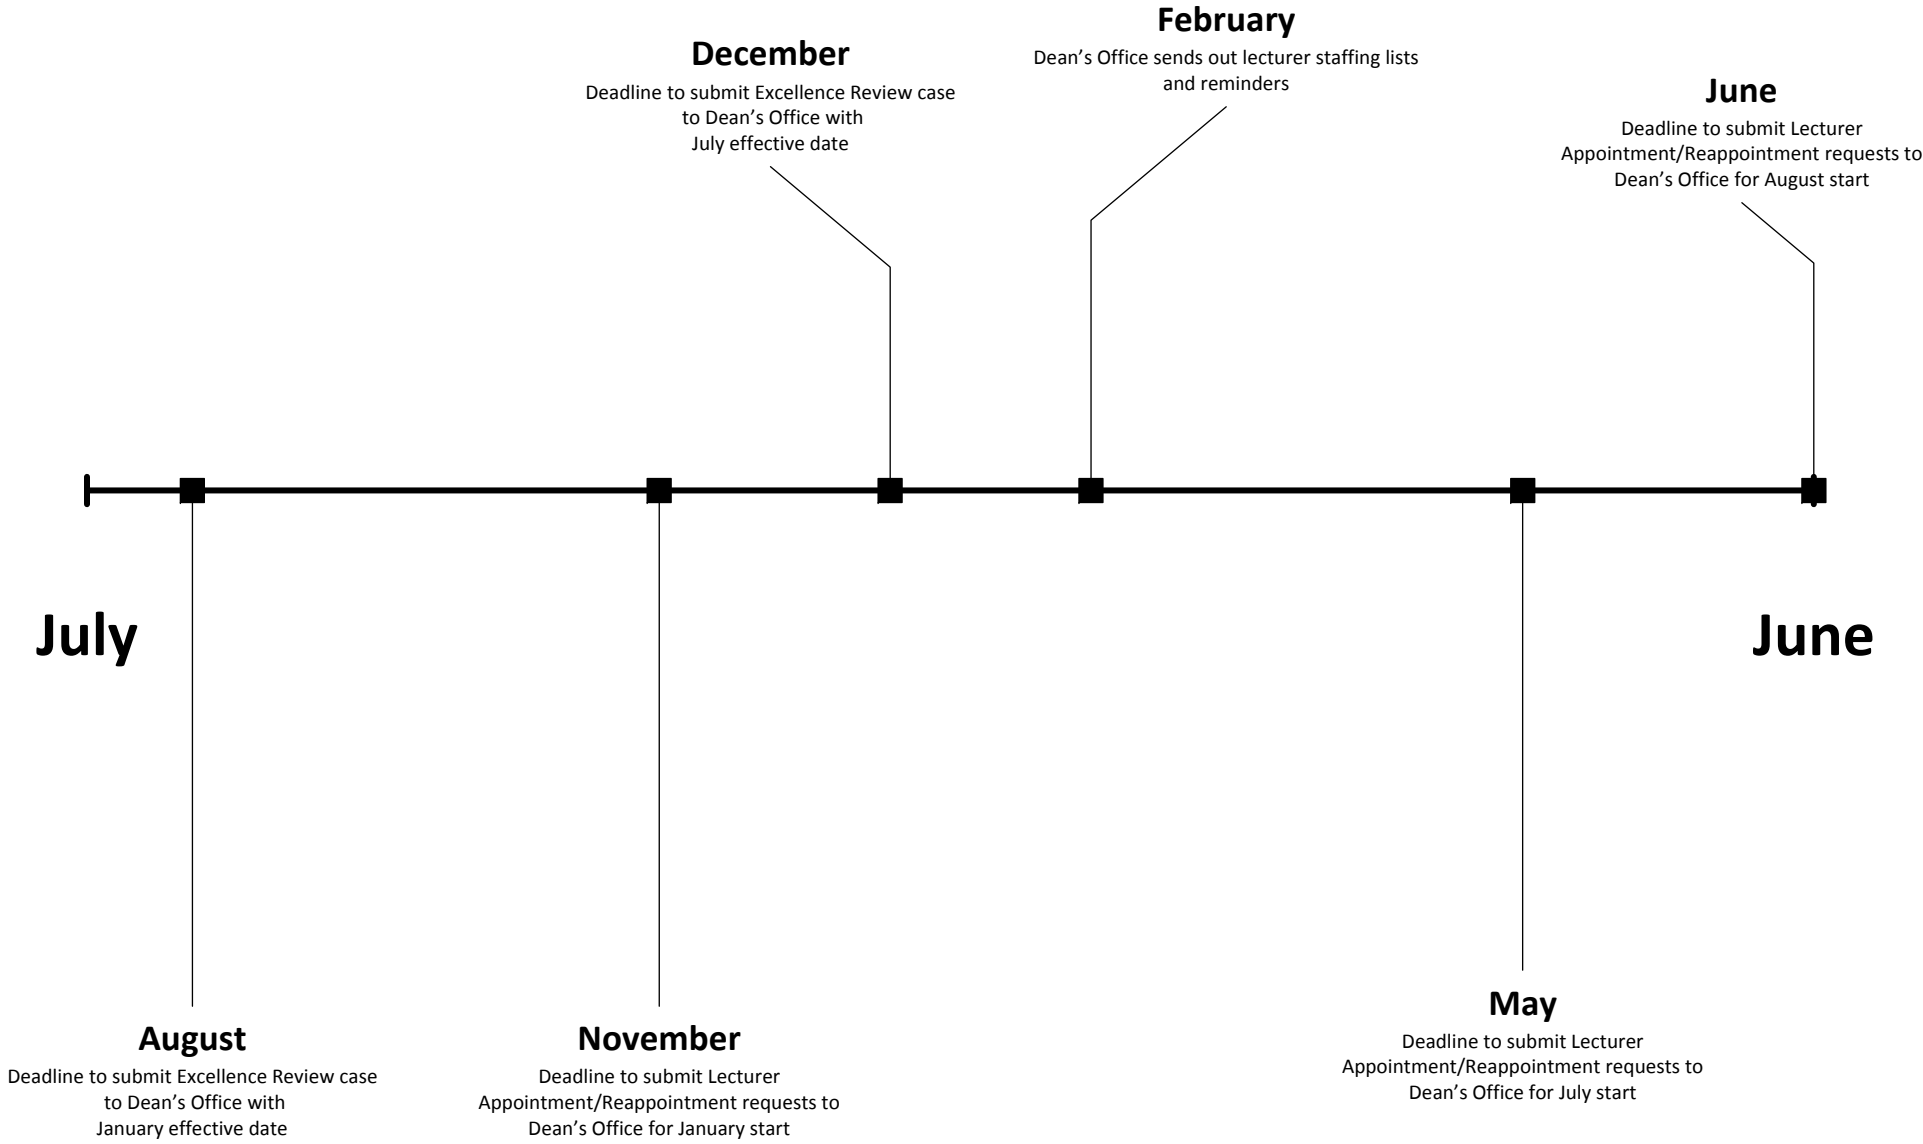 February
Dean’s Office sends out lecturer staffing lists
and reminders
December
Deadline to submit Excellence Review case
to Dean’s Office with
July effective date
June
Deadline to submit Lecturer
Appointment/Reappointment requests to
Dean’s Office for August start
July
June
August
Deadline to submit Excellence Review case
to Dean’s Office with
January effective date
November
Deadline to submit Lecturer
Appointment/Reappointment requests to
Dean’s Office for January start
May
Deadline to submit Lecturer
Appointment/Reappointment requests to
Dean’s Office for July start